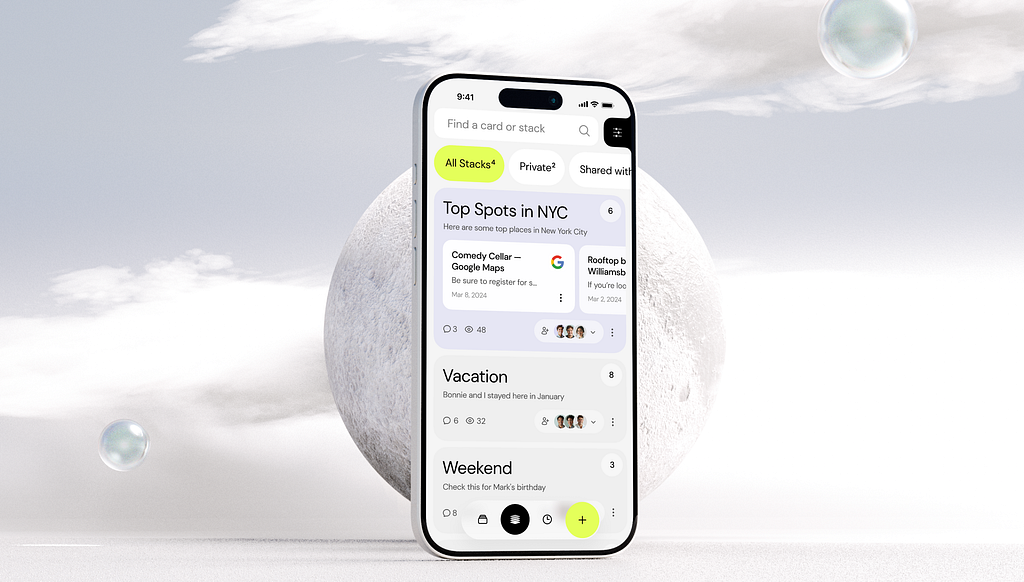 9:41
Find a card or stack
All Stacks⁴
Private²
Shared with
Top Spots in NYC
6
Here are some top places in New York City
Comedy Cellar —
Google Maps
Be sure to register for s...
Mar 8, 2024
Rooftop b
Williamsb
If you're loo
Mar 2, 2024
3 48
Vacation
8
Bonnie and I stayed here in January
6 32
Weekend
3
Check this for Mark's birthday
8